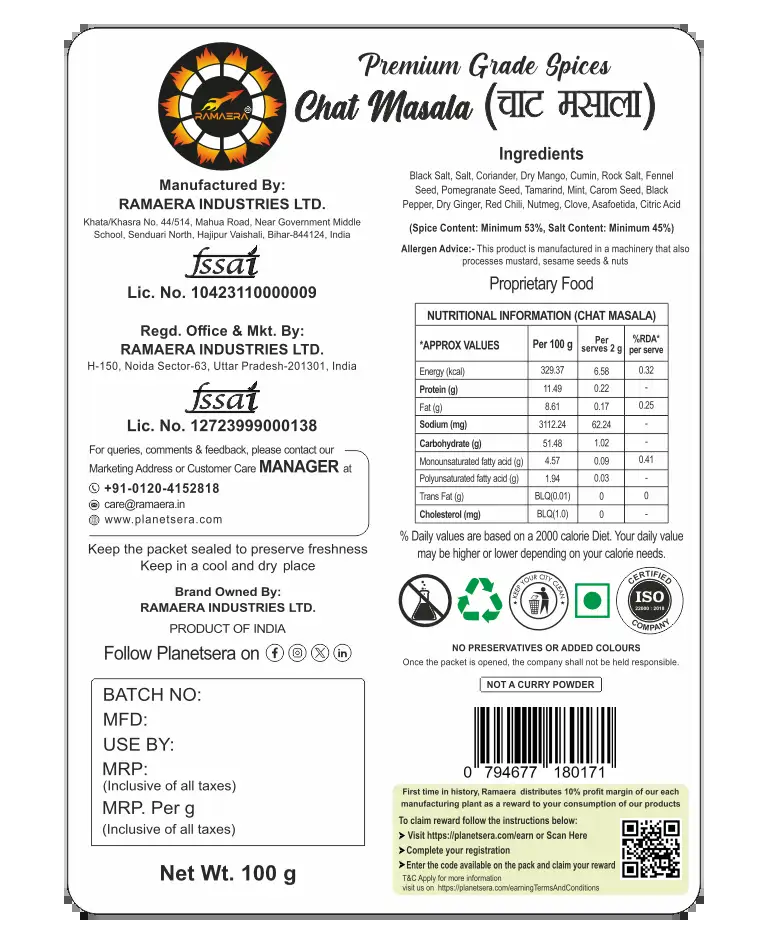 RAMAERA
Premium Grade Spices
Chat Masala (चाट मसाला)
Manufactured By:
RAMAERA INDUSTRIES LTD.
Khata/Khasra No. 44/514, Mahua Road, Near Government Middle
School, Senduari North, Hajipur Vaishali, Bihar-844124, India
fssai
Lic. No. 10423110000009
Regd. Office & Mkt. By:
RAMAERA INDUSTRIES LTD.
H-150, Noida Sector-63, Uttar Pradesh-201301, India
fssai
Lic. No. 12723999000138
For queries, comments & feedback, please contact our
Marketing Address or Customer Care MANAGER at
+91-0120-4152818
care@ramaera.in
www.planetsera.com
Keep the packet sealed to preserve freshness
Keep in a cool and dry place
Brand Owned By:
RAMAERA INDUSTRIES LTD.
PRODUCT OF INDIA
Follow Planetsera on
BATCH NO:
MFD:
USE BY:
MRP:
(Inclusive of all taxes)
MRP. Per g
(Inclusive of all taxes)
Net Wt. 100 g
Ingredients
Black Salt, Salt, Coriander, Dry Mango, Cumin, Rock Salt, Fennel
Seed, Pomegranate Seed, Tamarind, Mint, Carom Seed, Black
Pepper, Dry Ginger, Red Chili, Nutmeg, Clove, Asafoetida, Citric Acid
(Spice Content: Minimum 53%, Salt Content: Minimum 45%)
Allergen Advice:- This product is manufactured in a machinery that also
processes mustard, sesame seeds & nuts
Proprietary Food
NUTRITIONAL INFORMATION (CHAT MASALA)
*APPROX VALUES Per 100 g Per serves 2 g %RDA* per serve
Energy (kcal) 329.37 6.58 0.32
Protein (g) 11.49 0.22 -
Fat (g) 8.61 0.17 0.25
Sodium (mg) 3112.24 62.24 -
Carbohydrate (g) 51.48 1.02 -
Monounsaturated fatty acid (g) 4.57 0.09 0.41
Polyunsaturated fatty acid (g) 1.94 0.03 -
Trans Fat (g) BLQ(0.01) 0 0
Cholesterol (mg) BLQ(1.0) 0 -
% Daily values are based on a 2000 calorie Diet. Your daily value
may be higher or lower depending on your calorie needs.
KEEP YOUR CITY CLEAN
CERTIFIED
ISO
22000 : 2018
COMPANY
NO PRESERVATIVES OR ADDED COLOURS
Once the packet is opened, the company shall not be held responsible.
NOT A CURRY POWDER
0 794677 180171
First time in history, Ramaera distributes 10% profit margin of our each
manufacturing plant as a reward to your consumption of our products
To claim reward follow the instructions below:
Visit https://planetsera.com/earn or Scan Here
Complete your registration
Enter the code available on the pack and claim your reward
T&C Apply for more information
visit us on https://planetsera.com/earningTermsAndConditions